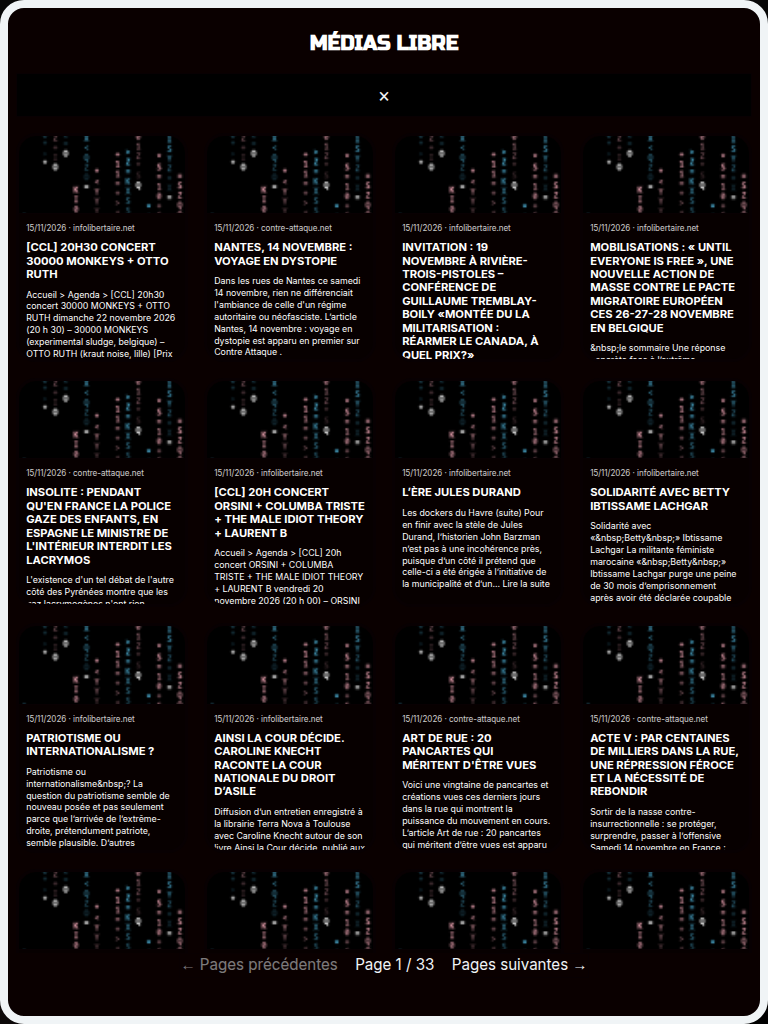 MÉDIAS LIBRE
×
15/11/2026 · infolibertaire.net
[CCL] 20H30 CONCERT
30000 MONKEYS + OTTO
RUTH
Accueil > Agenda > [CCL] 20h30
concert 30000 MONKEYS + OTTO
RUTH dimanche 22 novembre 2026
(20 h 30) – 30000 MONKEYS
(experimental sludge, belgique) –
OTTO RUTH (kraut noise, lille) [Prix
15/11/2026 · contre-attaque.net
NANTES, 14 NOVEMBRE :
VOYAGE EN DYSTOPIE
Dans les rues de Nantes ce samedi
14 novembre, rien ne différenciait
l'ambiance de celle d'un régime
autoritaire ou néofasciste. L'article
Nantes, 14 novembre : voyage en
dystopie est apparu en premier sur
Contre Attaque .
15/11/2026 · infolibertaire.net
INVITATION : 19
NOVEMBRE À RIVIÈRE-
TROIS-PISTOLES –
CONFÉRENCE DE
GUILLAUME TREMBLAY-
BOILY «MONTÉE DU LA
MILITARISATION :
RÉARMER LE CANADA, À
QUEL PRIX?»
15/11/2026 · infolibertaire.net
MOBILISATIONS : « UNTIL
EVERYONE IS FREE », UNE
NOUVELLE ACTION DE
MASSE CONTRE LE PACTE
MIGRATOIRE EUROPÉEN
CES 26-27-28 NOVEMBRE
EN BELGIQUE
&nbsp;le sommaire Une réponse
15/11/2026 · contre-attaque.net
INSOLITE : PENDANT
QU'EN FRANCE LA POLICE
GAZE DES ENFANTS, EN
ESPAGNE LE MINISTRE DE
L'INTÉRIEUR INTERDIT LES
LACRYMOS
L'existence d'un tel débat de l'autre
côté des Pyrénées montre que les
gaz lacrymogènes n'ont rien
15/11/2026 · infolibertaire.net
[CCL] 20H CONCERT
ORSINI + COLUMBA TRISTE
+ THE MALE IDIOT THEORY
+ LAURENT B
Accueil > Agenda > [CCL] 20h
concert ORSINI + COLUMBA
TRISTE + THE MALE IDIOT THEORY
+ LAURENT B vendredi 20
novembre 2026 (20 h 00) – ORSINI
15/11/2026 · infolibertaire.net
L'ÈRE JULES DURAND
Les dockers du Havre (suite) Pour
en finir avec la stèle de Jules
Durand, l'historien John Barzman
n'est pas à une incohérence près,
puisque d'un côté il prétend que
celle-ci a été érigée à l'initiative de
la municipalité et d'un… Lire la suite
15/11/2026 · infolibertaire.net
SOLIDARITÉ AVEC BETTY
IBTISSAME LACHGAR
Solidarité avec
«&nbsp;Betty&nbsp;» Ibtissame
Lachgar La militante féministe
marocaine «&nbsp;Betty&nbsp;»
Ibtissame Lachgar purge une peine
de 30 mois d'emprisonnement
après avoir été déclarée coupable
15/11/2026 · infolibertaire.net
PATRIOTISME OU
INTERNATIONALISME ?
Patriotisme ou
internationalisme&nbsp;? La
question du patriotisme semble de
nouveau posée et pas seulement
parce que l'arrivée de l'extrême-
droite, prétendument patriote,
semble plausible. D'autres
15/11/2026 · infolibertaire.net
AINSI LA COUR DÉCIDE.
CAROLINE KNECHT
RACONTE LA COUR
NATIONALE DU DROIT
D'ASILE
Diffusion d'un entretien enregistré à
la librairie Terra Nova à Toulouse
avec Caroline Knecht autour de son
livre Ainsi la Cour décide, publié aux
15/11/2026 · contre-attaque.net
ART DE RUE : 20
PANCARTES QUI
MÉRITENT D'ÊTRE VUES
Voici une vingtaine de pancartes et
créations vues ces derniers jours
dans la rue qui montrent la
puissance du mouvement en cours.
L'article Art de rue : 20 pancartes
qui méritent d'être vues est apparu
15/11/2026 · contre-attaque.net
ACTE V : PAR CENTAINES
DE MILLIERS DANS LA RUE,
UNE RÉPRESSION FÉROCE
ET LA NÉCESSITÉ DE
REBONDIR
Sortir de la nasse contre-
insurrectionnelle : se protéger,
surprendre, passer à l'offensive
Samedi 14 novembre en France :
← Pages précédentes Page 1 / 33 Pages suivantes →